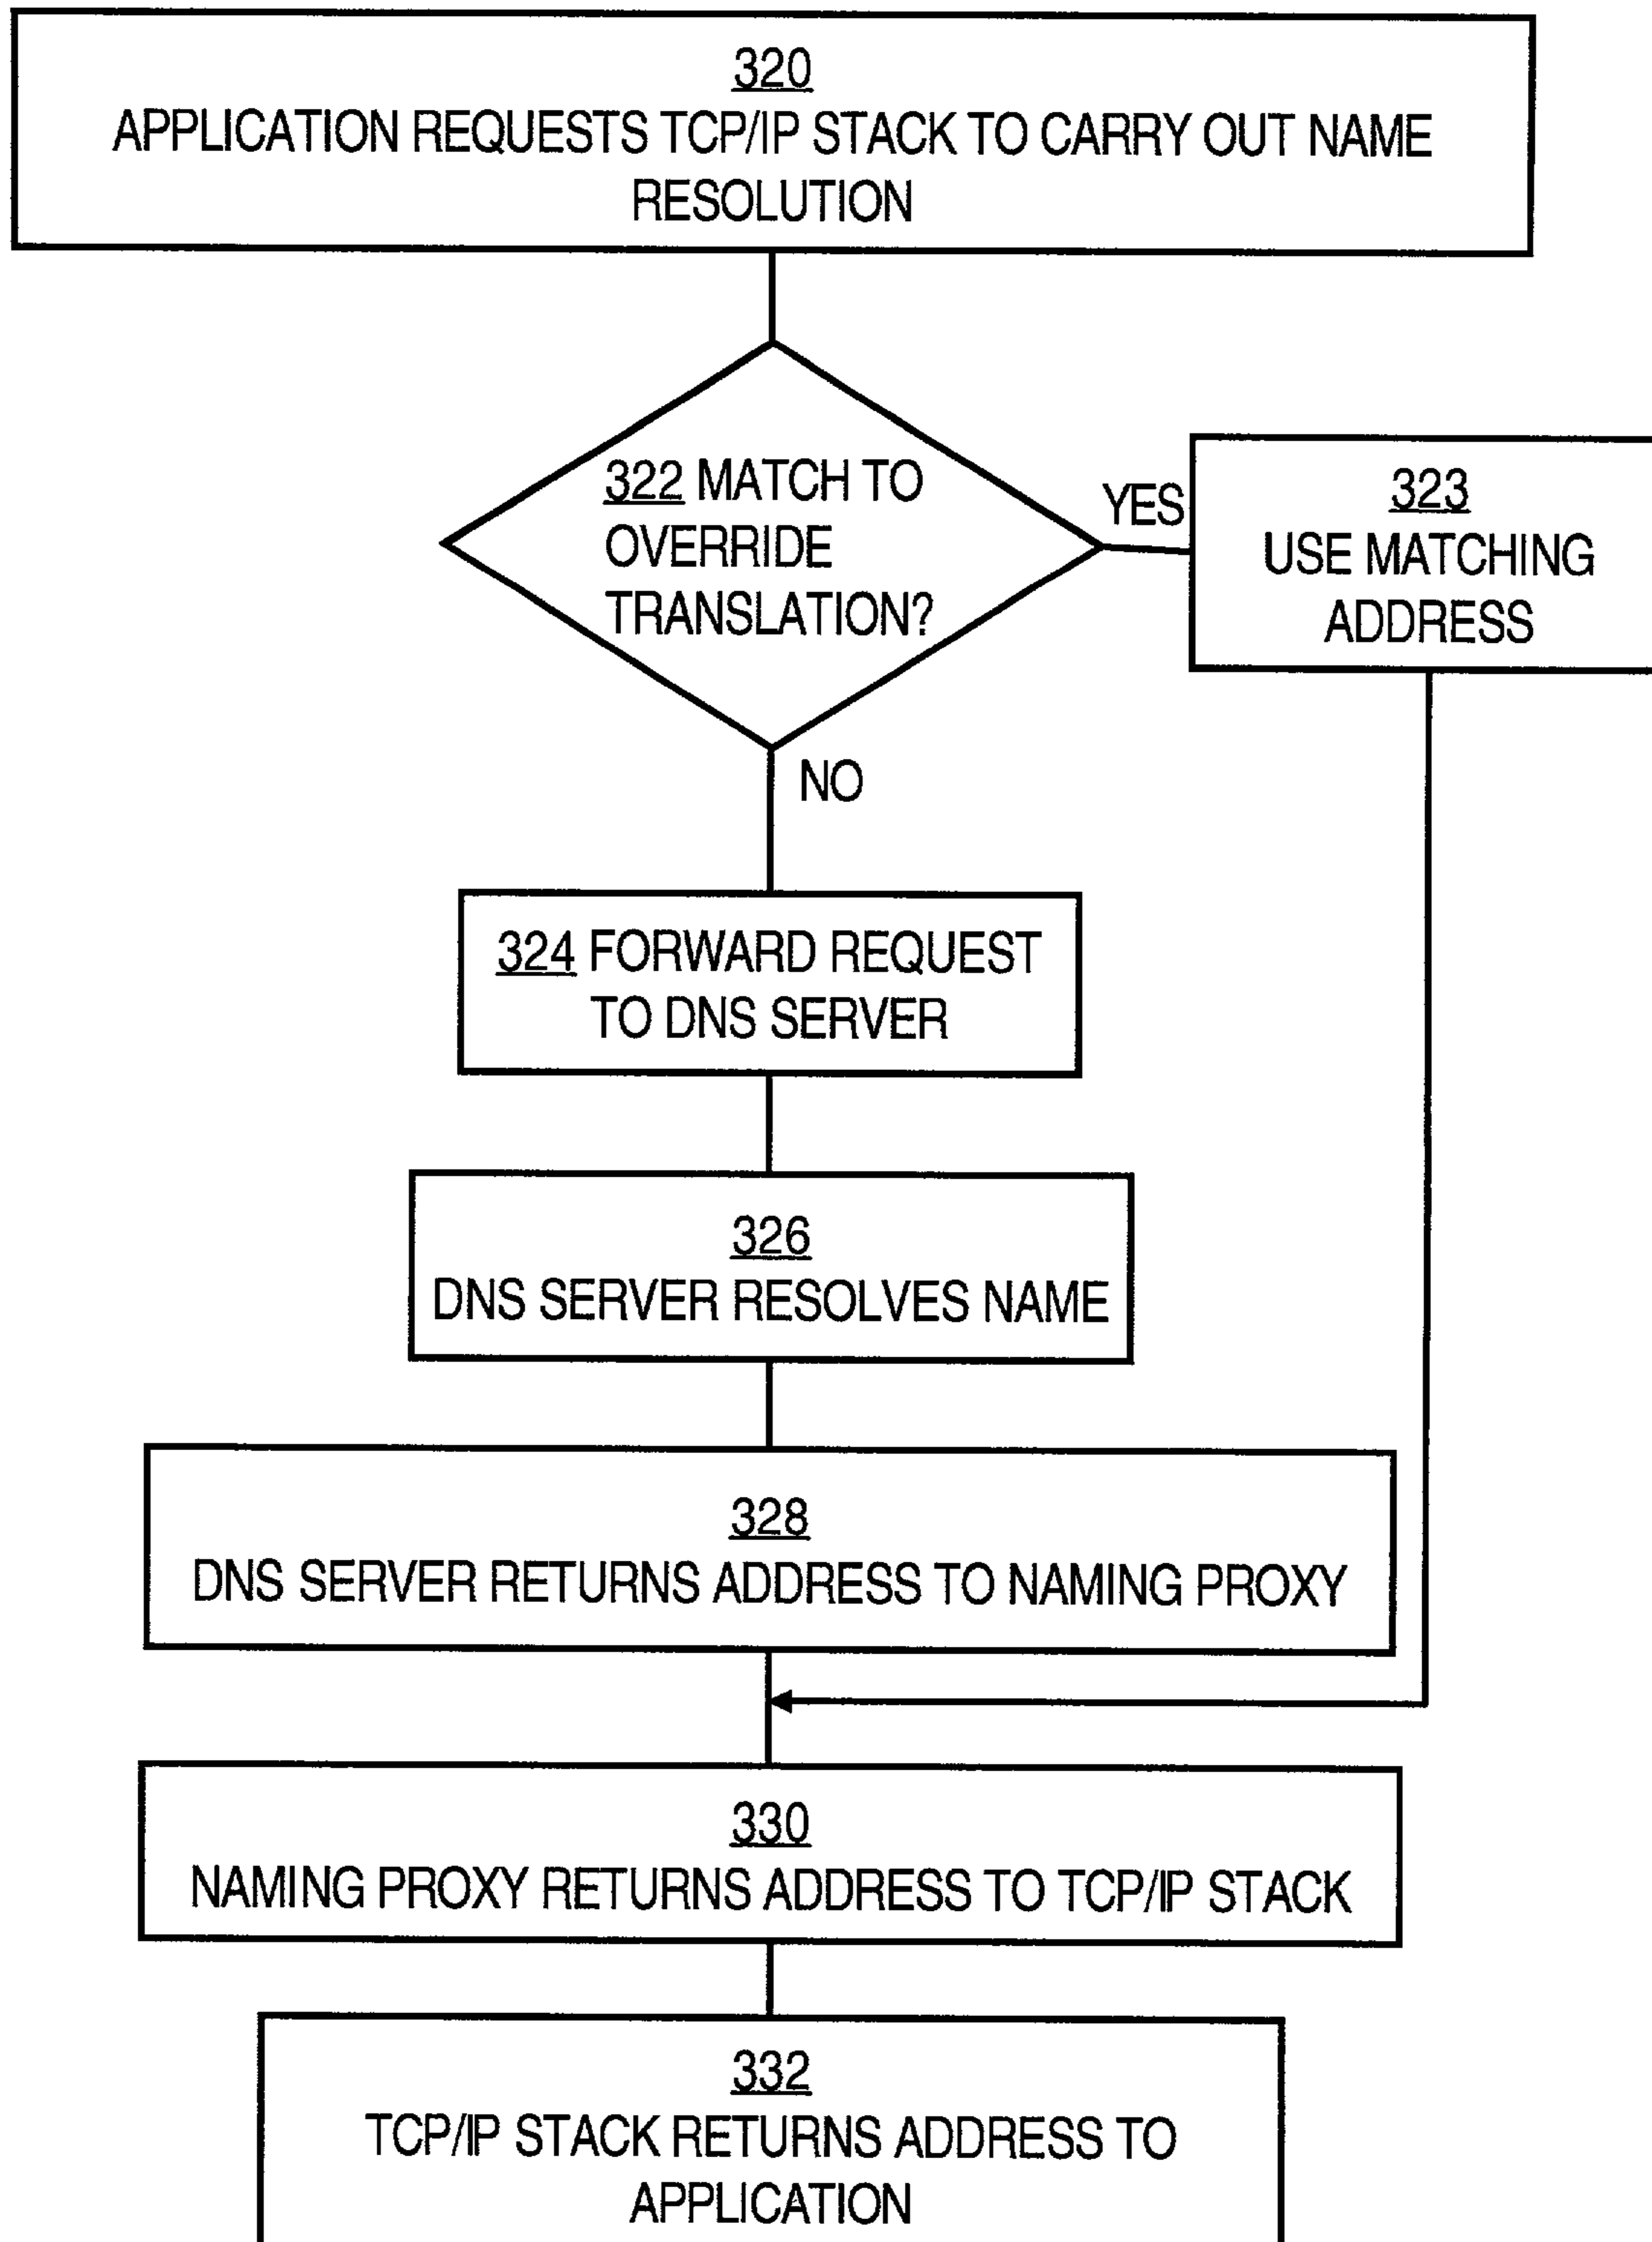 320
APPLICATION REQUESTS TCP/IP STACK TO CARRY OUT NAME
RESOLUTION
322 MATCH TO
OVERRIDE
TRANSLATION?
YES
323
USE MATCHING
ADDRESS
NO
324 FORWARD REQUEST
TO DNS SERVER
326
DNS SERVER RESOLVES NAME
328
DNS SERVER RETURNS ADDRESS TO NAMING PROXY
330
NAMING PROXY RETURNS ADDRESS TO TCP/IP STACK
332
TCP/IP STACK RETURNS ADDRESS TO
APPLICATION